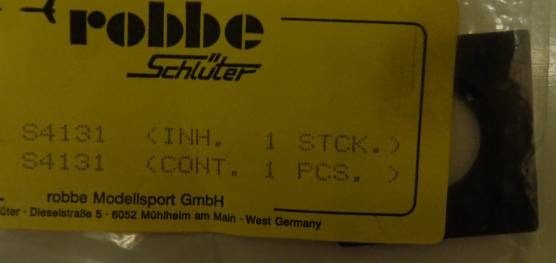 robbe
Schlüter
S4131 (INH. 1 STCK.)
S4131 (CONT. 1 PCS. )
robbe Modellsport GmbH
üter · Dieselstraße 5 · 6052 Mühlheim am Main · West Germany